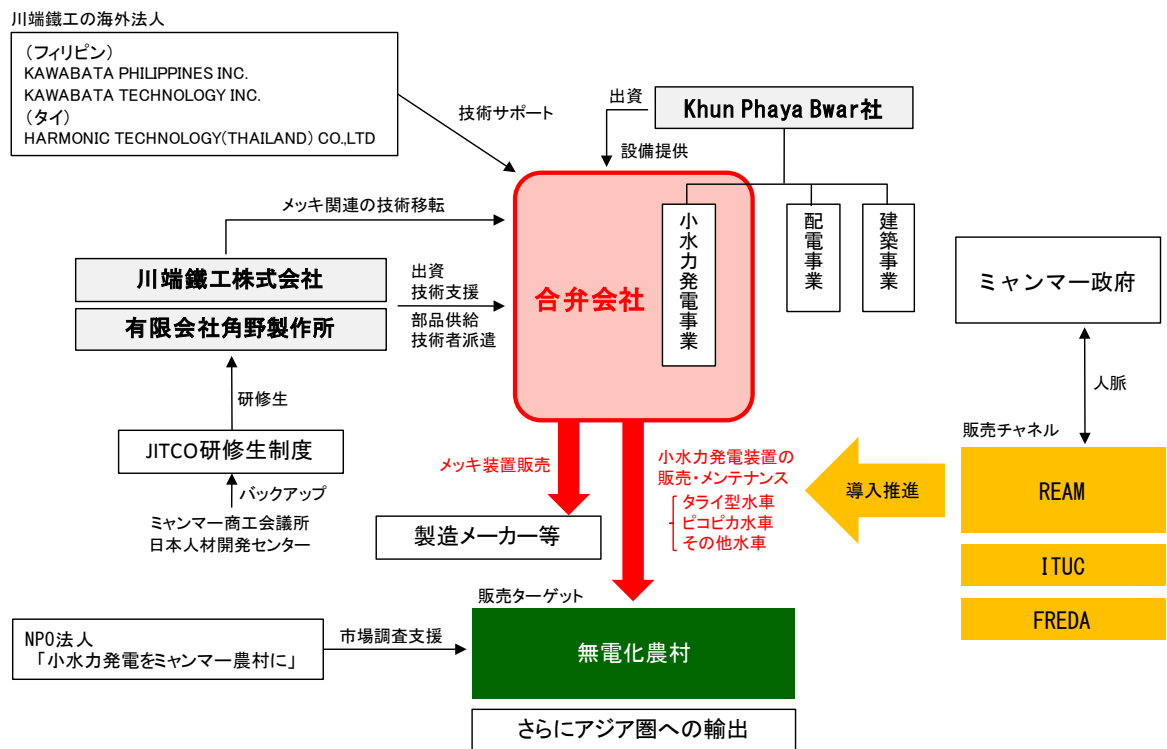 川端鐵工の海外法人
（フィリピン）
KAWABATA PHILIPPINES INC.
KAWABATA TECHNOLOGY INC.
（タイ）
HARMONIC TECHNOLOGY(THAILAND) CO.,LTD
技術サポート
出資
Khun Phaya Bwar社
設備提供
メッキ関連の技術移転
川端鐵工株式会社
有限会社角野製作所
出資
技術支援
部品供給
技術者派遣
合弁会社
小水力発電事業
配電事業
建築事業
ミャンマー政府
人脈
研修生
JITCO研修生制度
バックアップ
ミャンマー商工会議所
日本人材開発センター
メッキ装置販売
製造メーカー等
小水力発電装置の
販売・メンテナンス
タライ型水車
ピコピカ水車
その他水車
導入推進
販売チャネル
REAM
ITUC
FREDA
販売ターゲット
無電化農村
NPO法人
「小水力発電をミャンマー農村に」
市場調査支援
さらにアジア圏への輸出